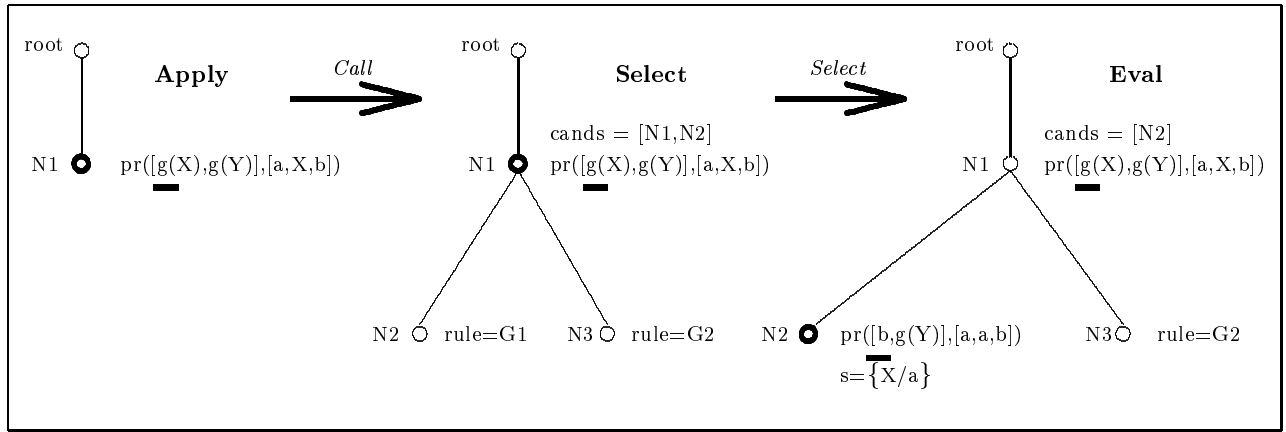 root
Apply
N1 pr([g(X),g(Y)],[a,X,b])
Call
root
Select
cands = [N1,N2]
N1 pr([g(X),g(Y)],[a,X,b])
N2 rule=G1 N3 rule=G2
Select
root
Eval
cands = [N2]
N1 pr([g(X),g(Y)],[a,X,b])
N2 pr([b,g(Y)],[a,a,b]) N3 rule=G2
s={X/a}